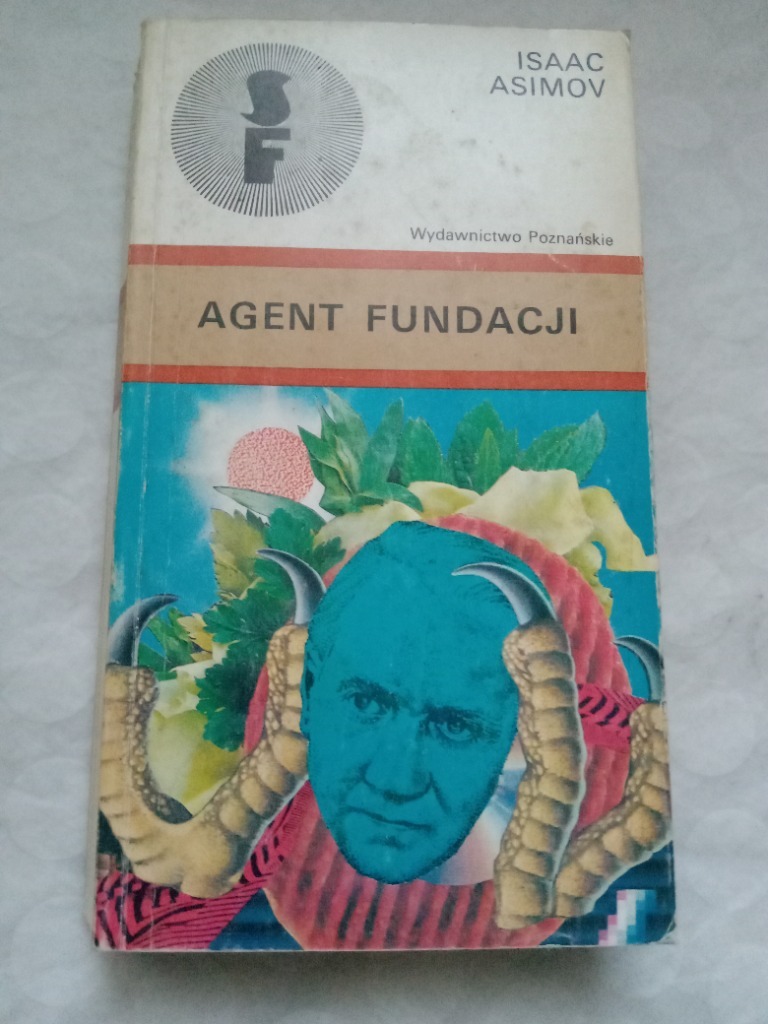 SF
ISAAC
ASIMOV
Wydawnictwo Poznańskie
AGENT FUNDACJI